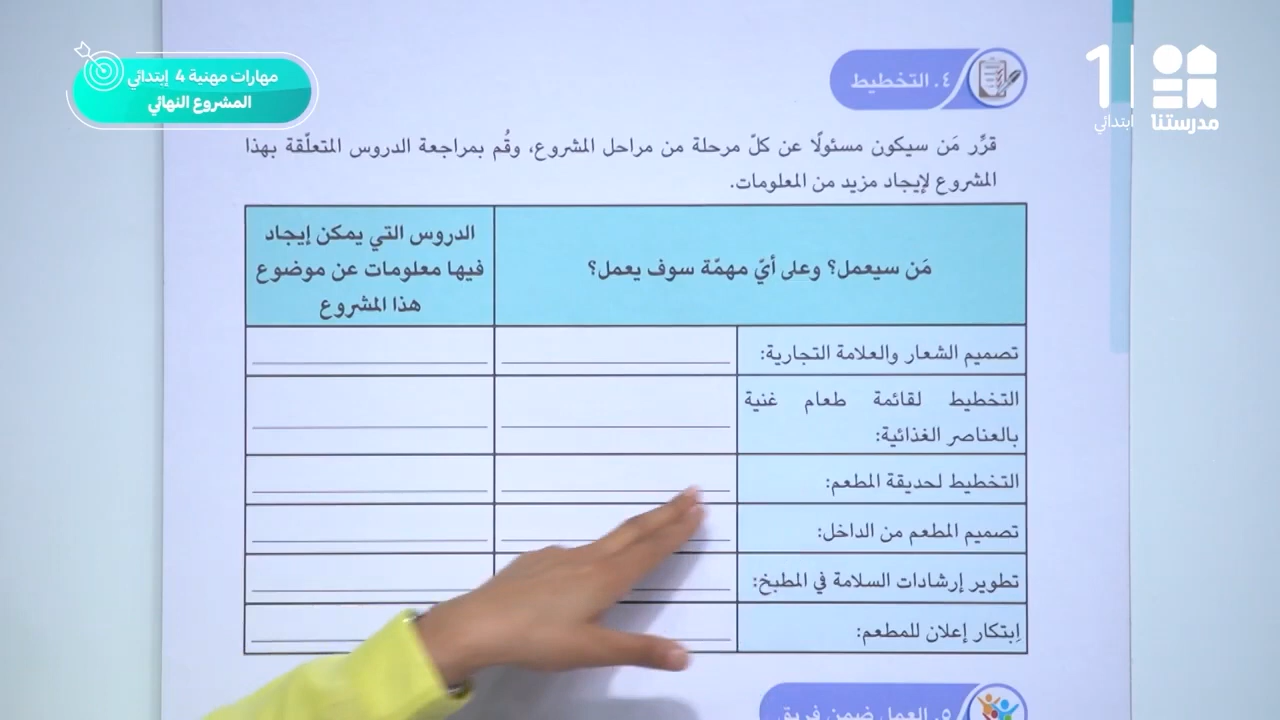 مهارات مهنية 4 إبتدائي
المشروع النهائي
1
ابتدائي
مدرستنا
٤. التخطيط
قرِّر مَن سيكون مسئولًا عن كلّ مرحلة من مراحل المشروع، وقُم بمراجعة الدروس المتعلّقة بهذا
المشروع لإيجاد مزيد من المعلومات.
مَن سيعمل؟ وعلى أيّ مهمّة سوف يعمل؟
الدروس التي يمكن إيجاد
فيها معلومات عن موضوع
هذا المشروع
تصميم الشعار والعلامة التجارية:
التخطيط لقائمة طعام غنية
بالعناصر الغذائية:
التخطيط لحديقة المطعم:
تصميم المطعم من الداخل:
تطوير إرشادات السلامة في المطبخ:
اِبتكار إعلان للمطعم:
٥. العمل ضمن فريق